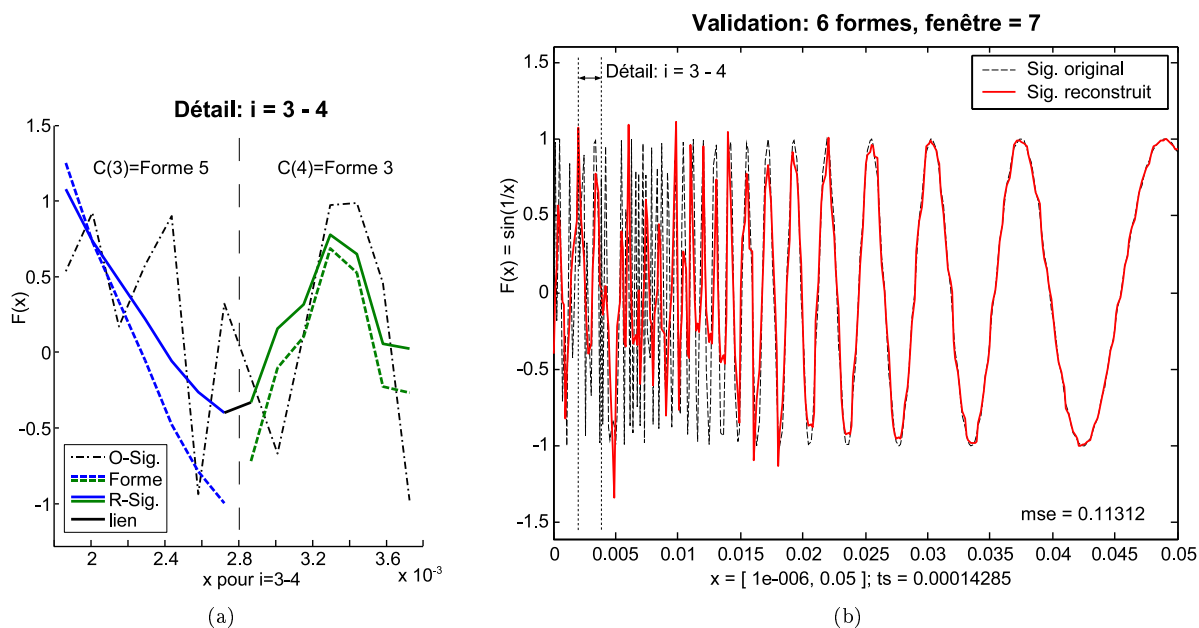 Détail: i = 3 - 4
C(3)=Forme 5
C(4)=Forme 3
F(x)
1.5
1
0.5
0
-0.5
-1
O-Sig.
Forme
R-Sig.
lien
2
2.4
2.8
3.2
3.6
x pour i=3-4
x 10⁻³
(a)
Validation: 6 formes, fenêtre = 7
Détail: i = 3 - 4
Sig. original
Sig. reconstruit
F(x) = sin(1/x)
1.5
1
0.5
0
-0.5
-1
-1.5
mse = 0.11312
0
0.005
0.01
0.015
0.02
0.025
0.03
0.035
0.04
0.045
0.05
x = [ 1e-006, 0.05 ]; ts = 0.00014285
(b)